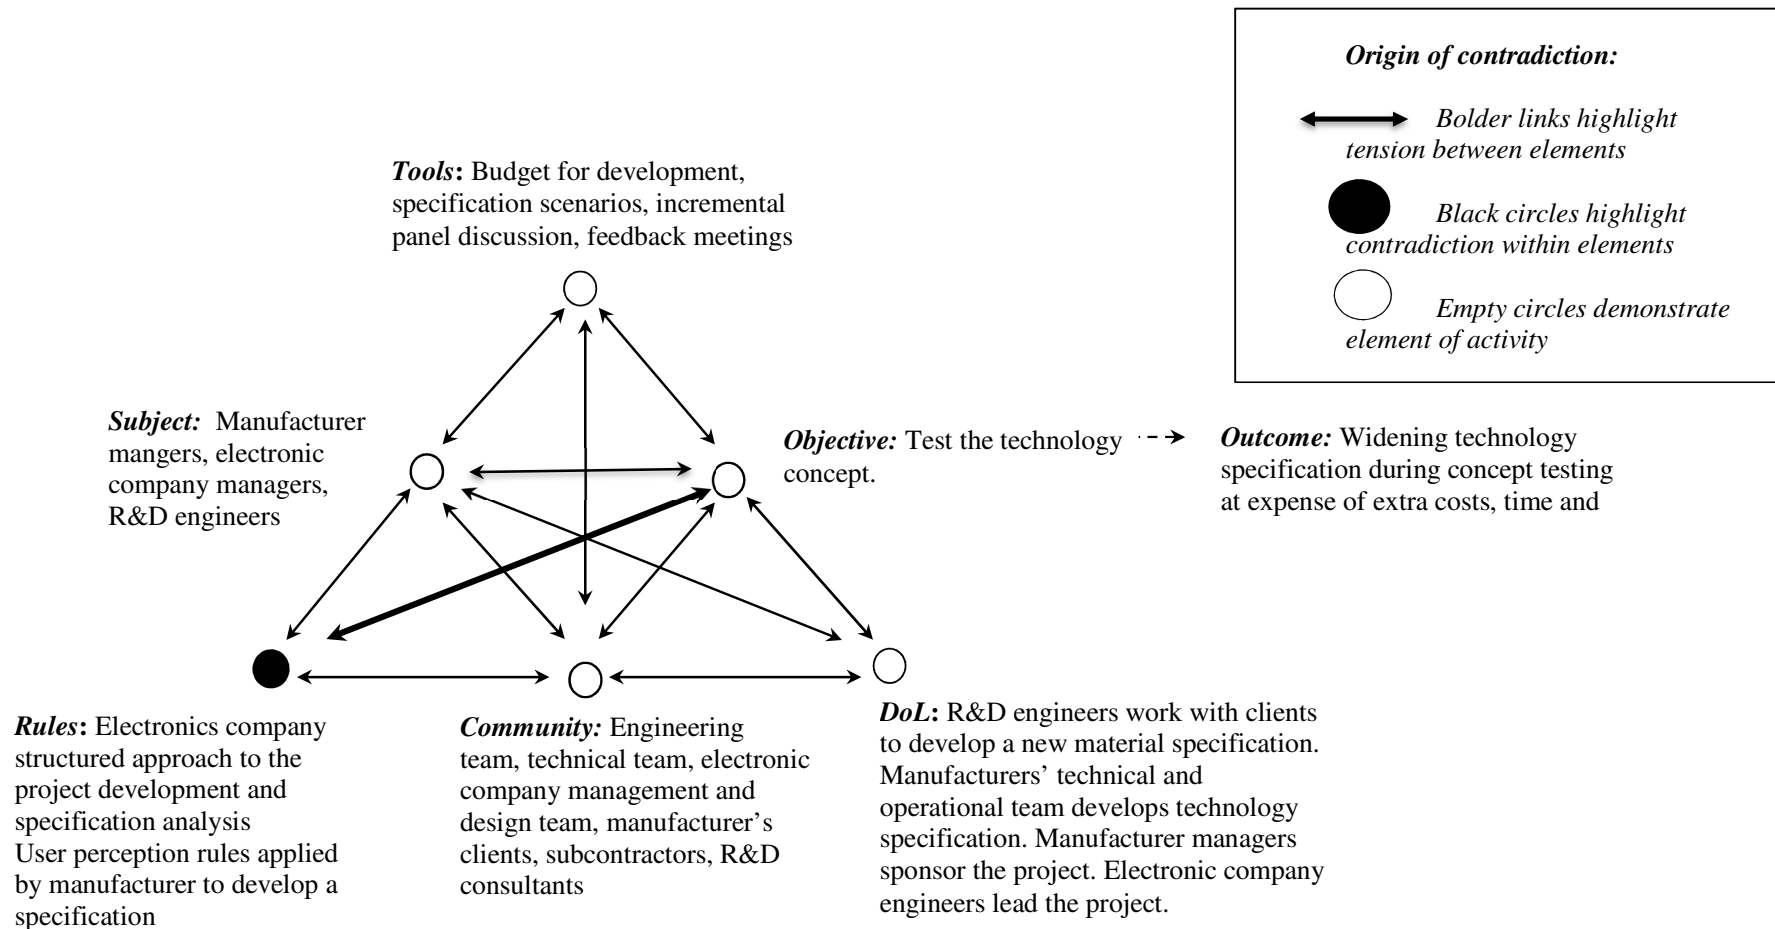 Origin of contradiction:
Bolder links highlight
tension between elements
Black circles highlight
contradiction within elements
Empty circles demonstrate
element of activity
Tools: Budget for development,
specification scenarios, incremental
panel discussion, feedback meetings
Subject: Manufacturer
mangers, electronic
company managers,
R&D engineers
Objective: Test the technology
concept.
Outcome: Widening technology
specification during concept testing
at expense of extra costs, time and
Rules: Electronics company
structured approach to the
project development and
specification analysis
User perception rules applied
by manufacturer to develop a
specification
Community: Engineering
team, technical team, electronic
company management and
design team, manufacturer’s
clients, subcontractors, R&D
consultants
DoL: R&D engineers work with clients
to develop a new material specification.
Manufacturers’ technical and
operational team develops technology
specification. Manufacturer managers
sponsor the project. Electronic company
engineers lead the project.